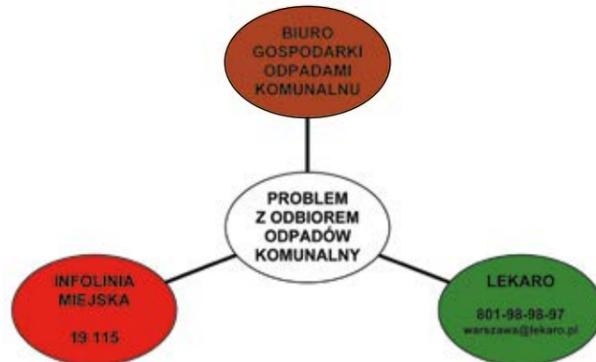 BIURO
GOSPODARKI
ODPADAMI
KOMUNALNU
PROBLEM
Z ODBIOREM
ODPADÓW
KOMUNALNY
INFOLINIA
MIEJSKA
19 115
LEKARO
801-98-98-97
warszawa@lekaro.pl